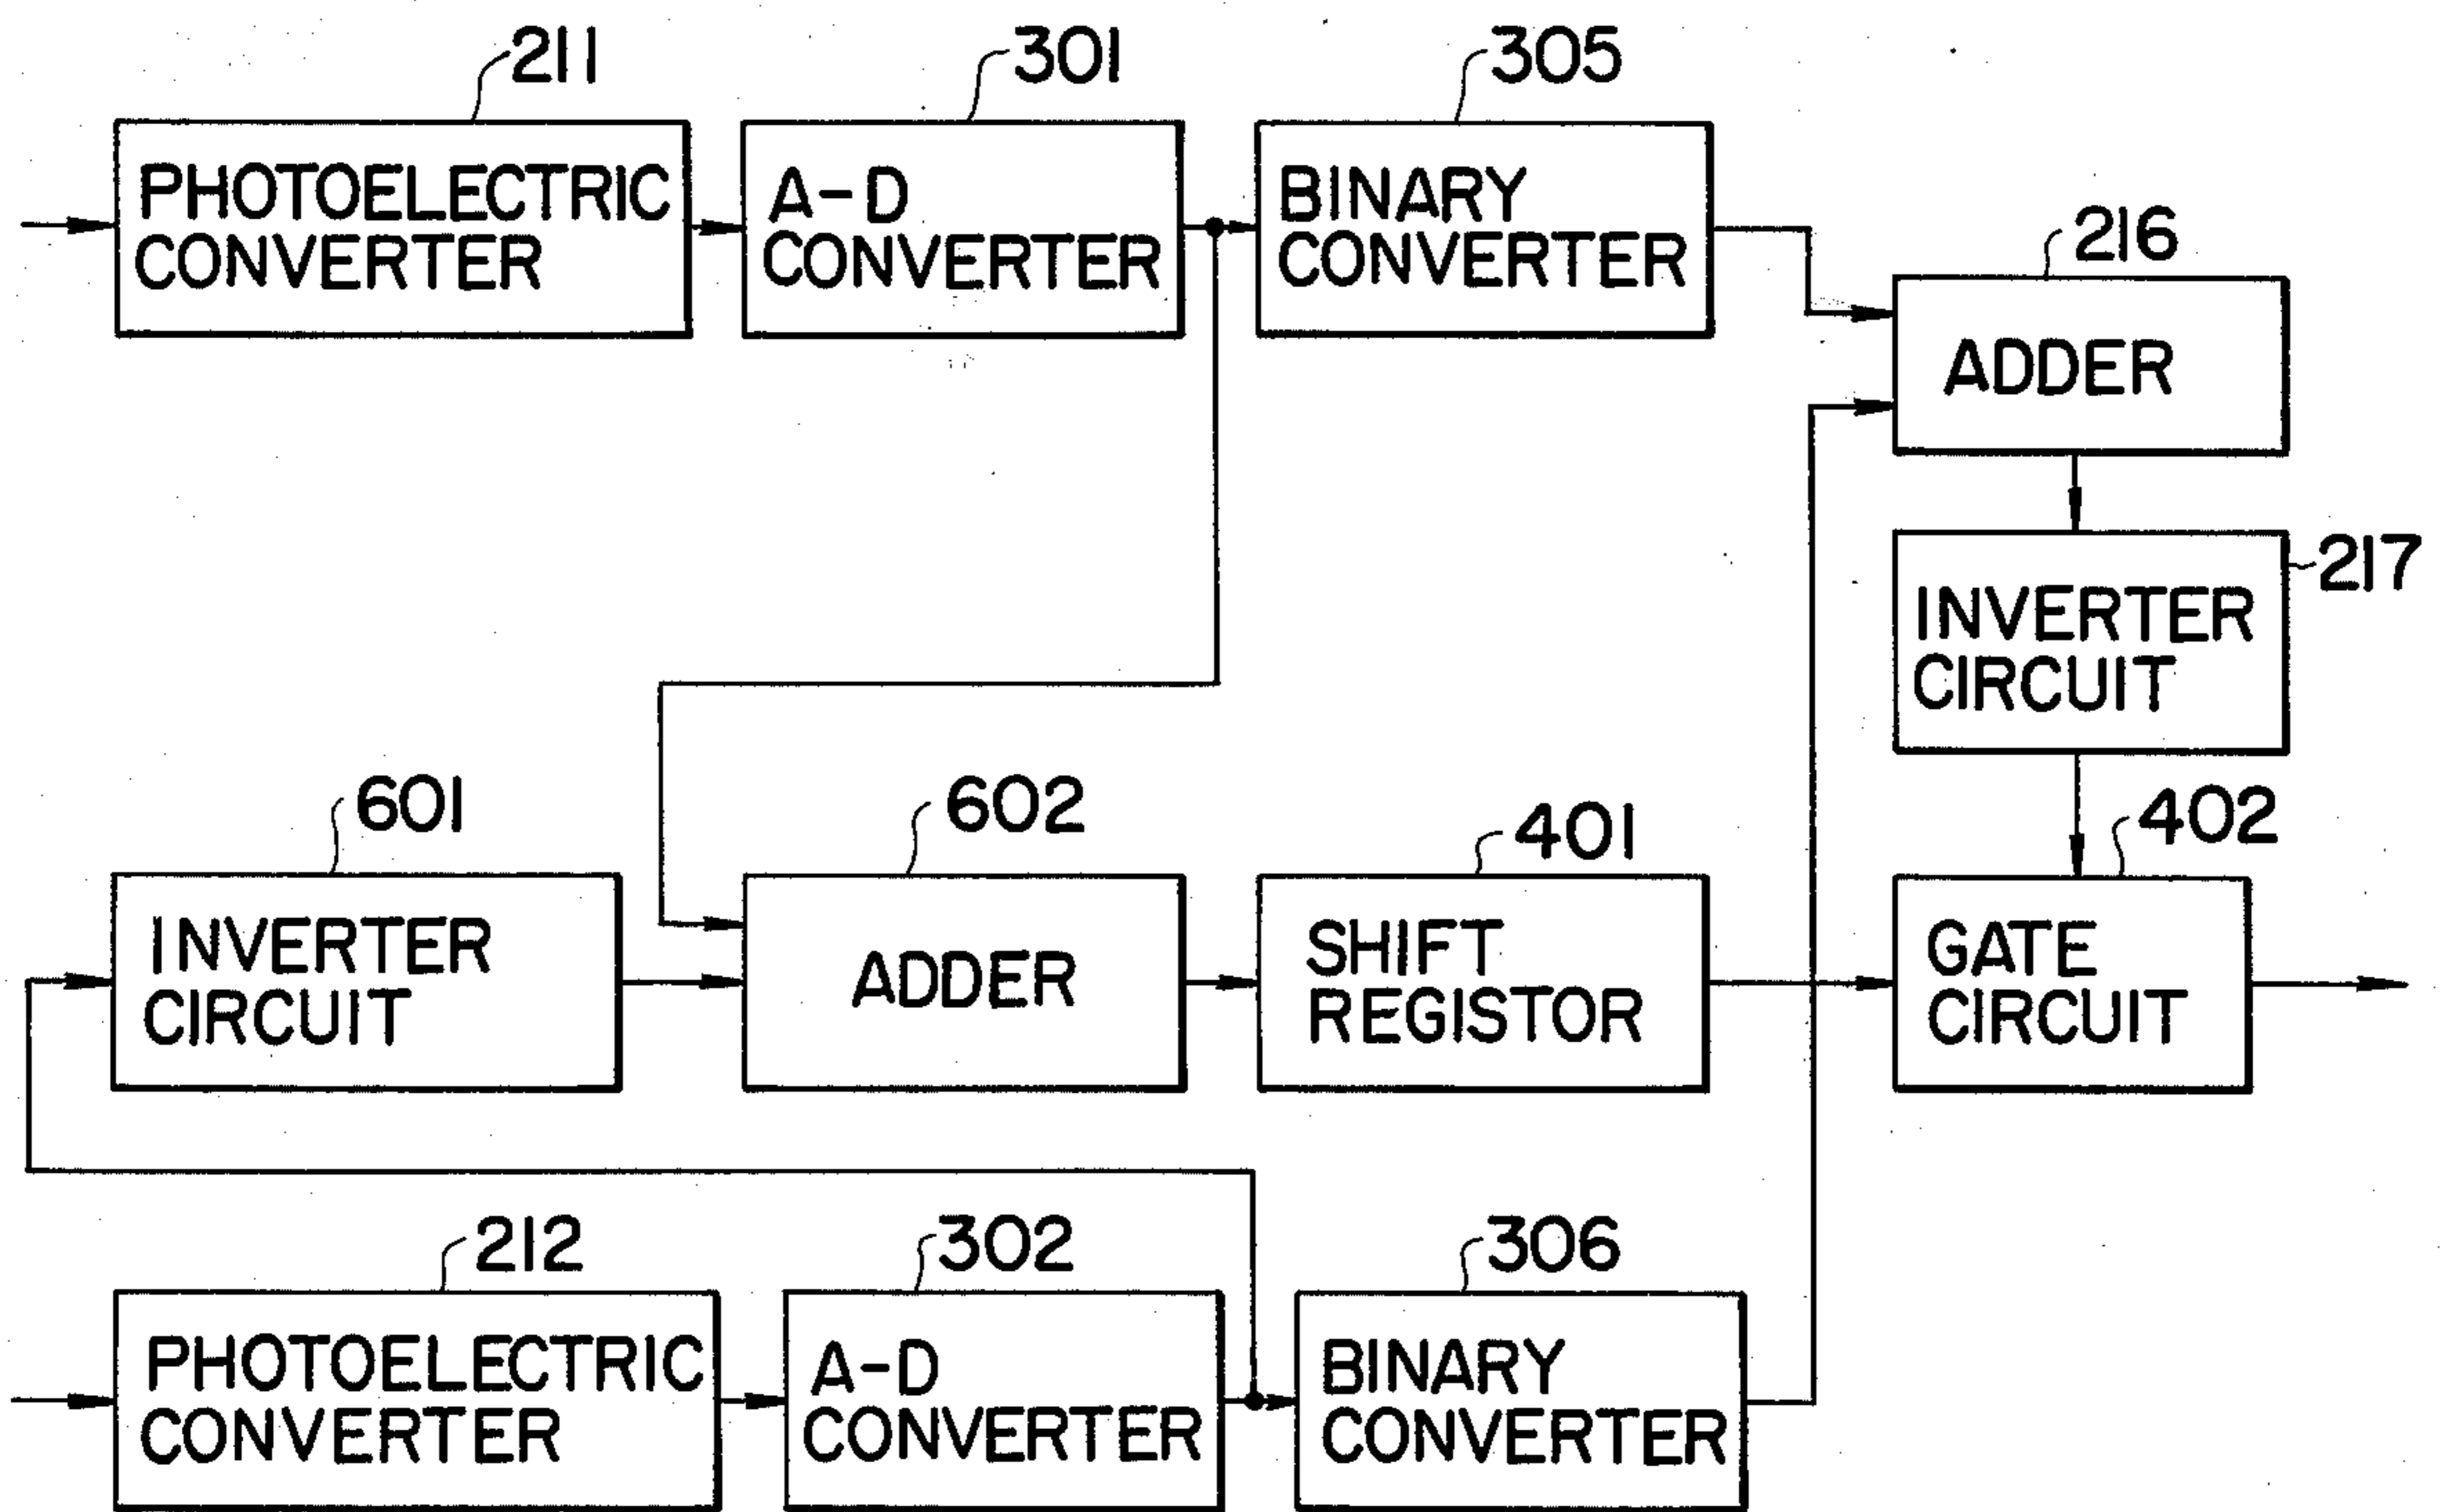 211
301
305
PHOTOELECTRIC
CONVERTER
A-D
CONVERTER
BINARY
CONVERTER
216
ADDER
217
INVERTER
CIRCUIT
601
602
401
402
INVERTER
CIRCUIT
ADDER
SHIFT
REGISTOR
GATE
CIRCUIT
212
302
306
PHOTOELECTRIC
CONVERTER
A-D
CONVERTER
BINARY
CONVERTER